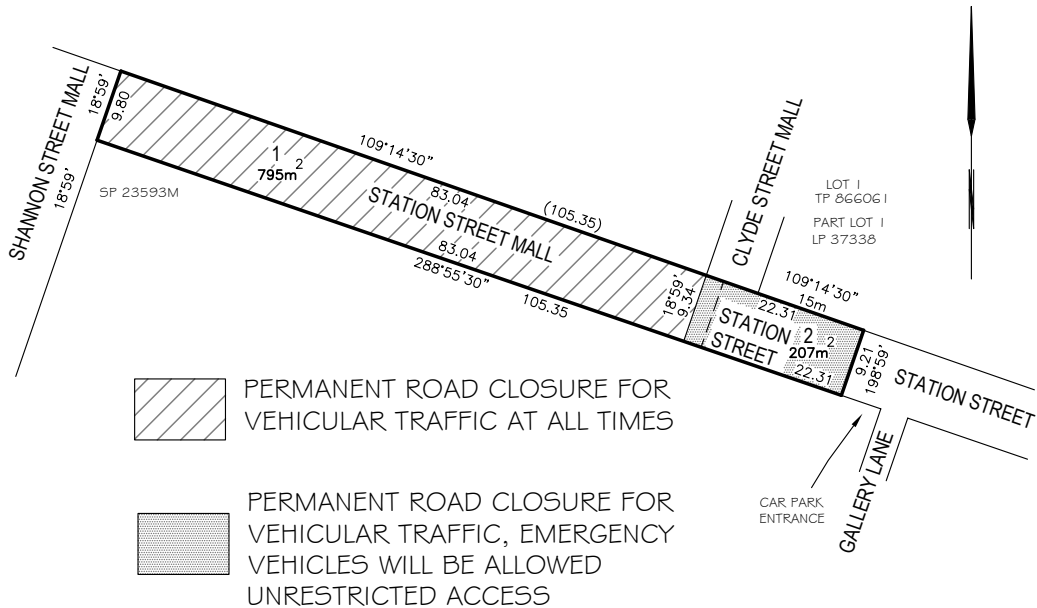 SHANNON STREET MALL
18°59'
9.80
18°59'
SP 23593M
1
795m²
109°14'30"
83.04
(105.35)
STATION STREET MALL
83.04
288°55'30"
105.35
CLYDE STREET MALL
LOT 1
TP 866061
PART LOT 1
LP 37338
109°14'30"
15m
22.31
18°59'
9.34
STATION
STREET
2
207m²
22.31
9.21
198°59'
STATION STREET
GALLERY LANE
CAR PARK
ENTRANCE
N
PERMANENT ROAD CLOSURE FOR
VEHICULAR TRAFFIC AT ALL TIMES
PERMANENT ROAD CLOSURE FOR
VEHICULAR TRAFFIC, EMERGENCY
VEHICLES WILL BE ALLOWED
UNRESTRICTED ACCESS